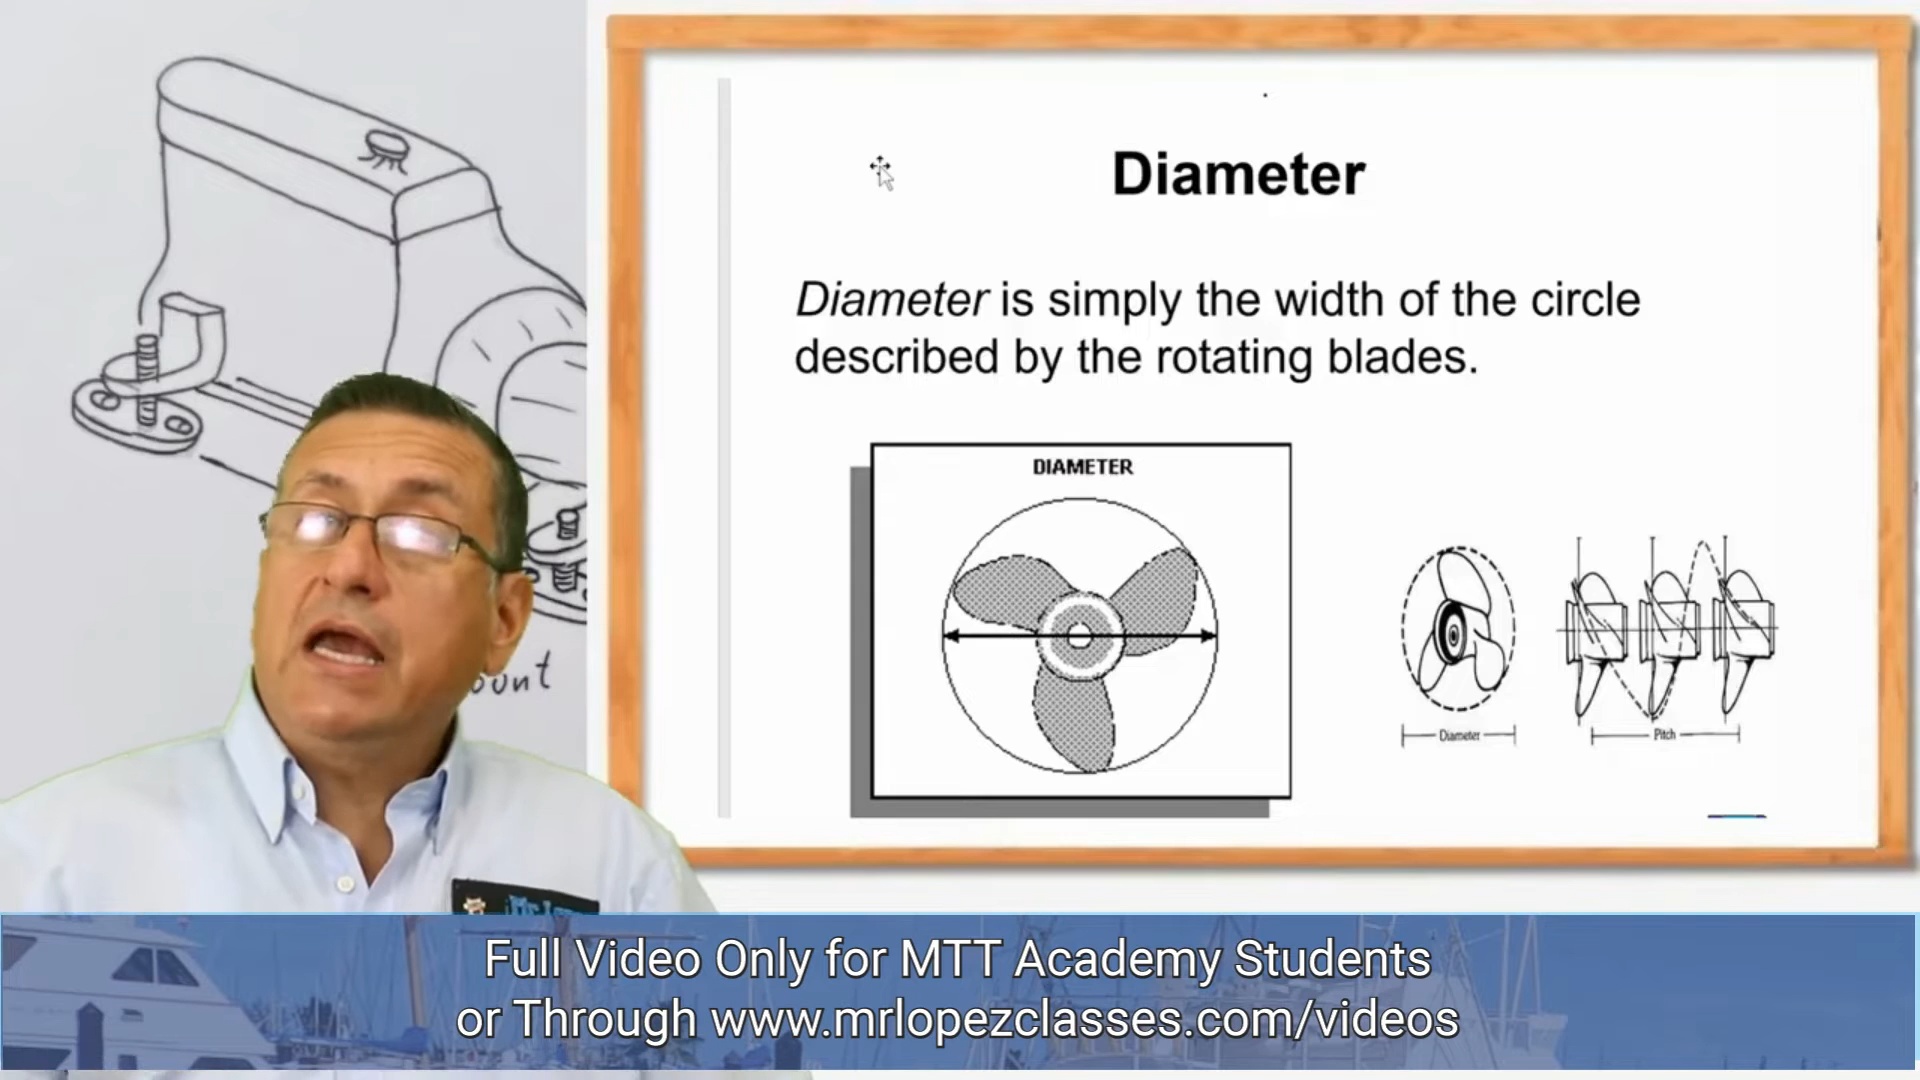 Diameter
Diameter is simply the width of the circle
described by the rotating blades.
DIAMETER
Diameter
Pitch
Full Video Only for MTT Academy Students
or Through www.mrlopezclasses.com/videos